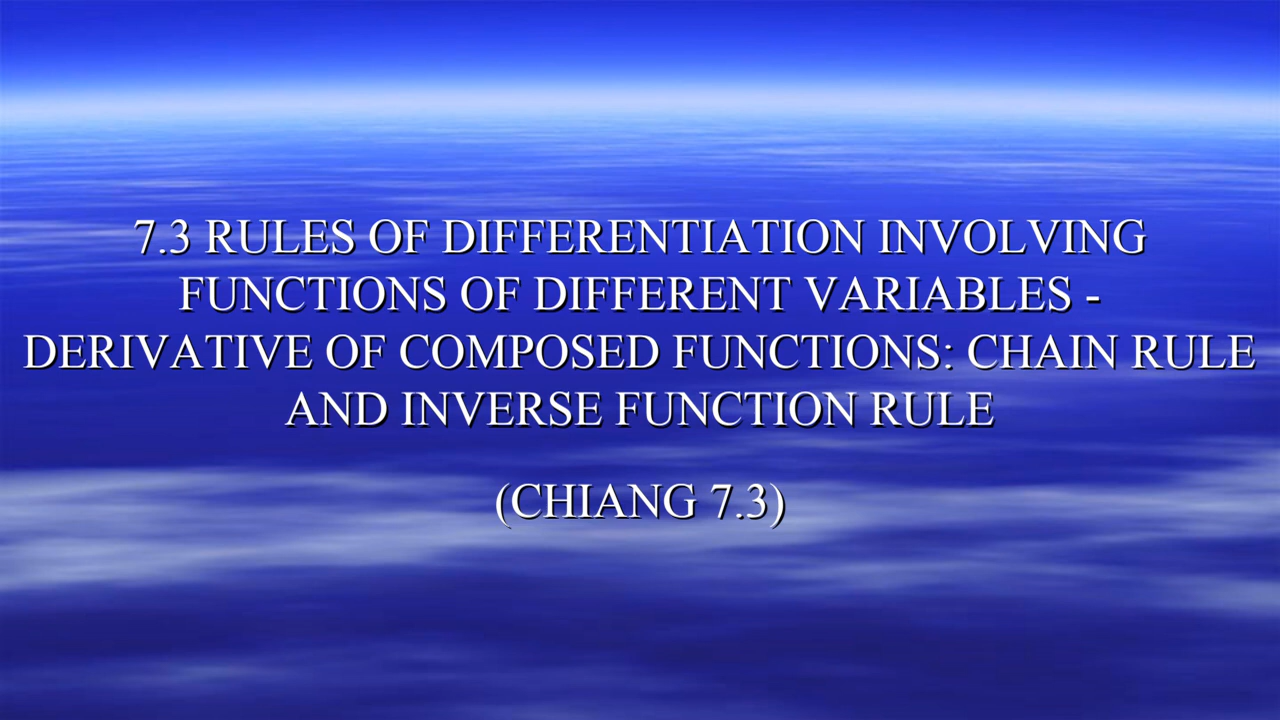 7.3 RULES OF DIFFERENTIATION INVOLVING
FUNCTIONS OF DIFFERENT VARIABLES -
DERIVATIVE OF COMPOSED FUNCTIONS: CHAIN RULE
AND INVERSE FUNCTION RULE
(CHIANG 7.3)